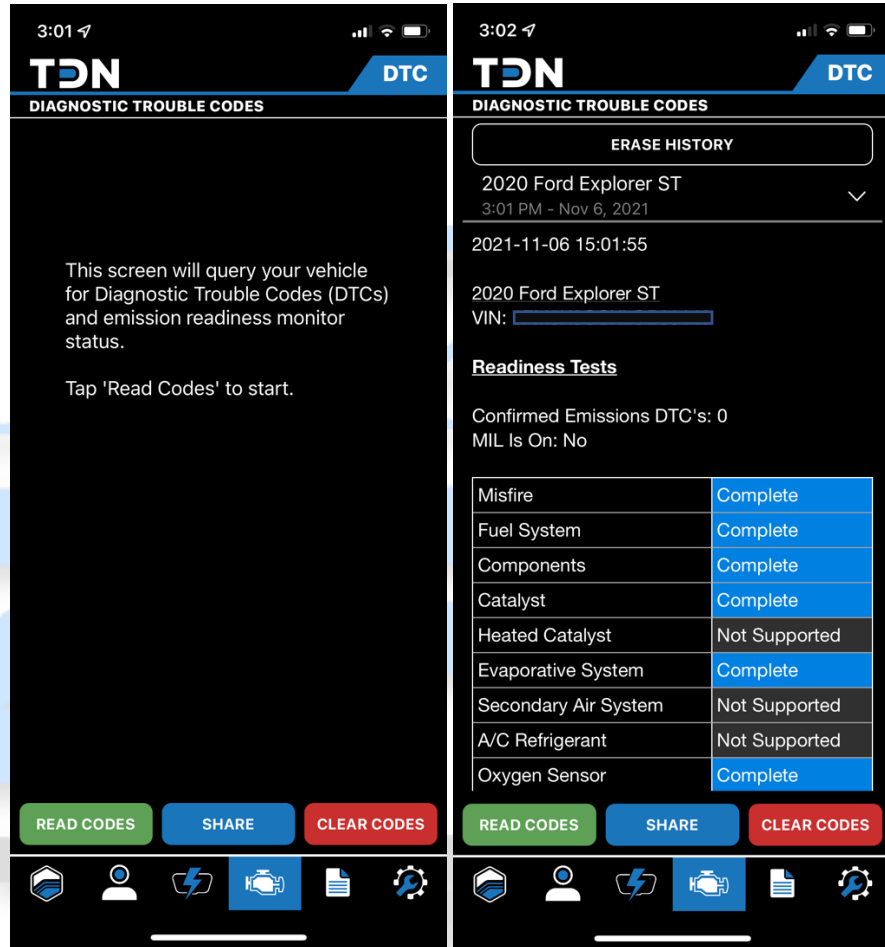 3:01
TDN
DTC
DIAGNOSTIC TROUBLE CODES
This screen will query your vehicle
for Diagnostic Trouble Codes (DTCs)
and emission readiness monitor
status.
Tap 'Read Codes' to start.
READ CODES
SHARE
CLEAR CODES
3:02
TDN
DTC
DIAGNOSTIC TROUBLE CODES
ERASE HISTORY
2020 Ford Explorer ST
3:01 PM - Nov 6, 2021
2021-11-06 15:01:55
2020 Ford Explorer ST
VIN:
Readiness Tests
Confirmed Emissions DTC's: 0
MIL Is On: No
Misfire Complete
Fuel System Complete
Components Complete
Catalyst Complete
Heated Catalyst Not Supported
Evaporative System Complete
Secondary Air System Not Supported
A/C Refrigerant Not Supported
Oxygen Sensor Complete
READ CODES
SHARE
CLEAR CODES